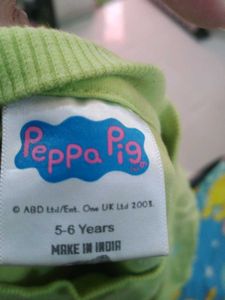 Peppa Pig
© ABD Ltd/Ent. One UK Ltd 2003.
5-6 Years
MADE IN INDIA